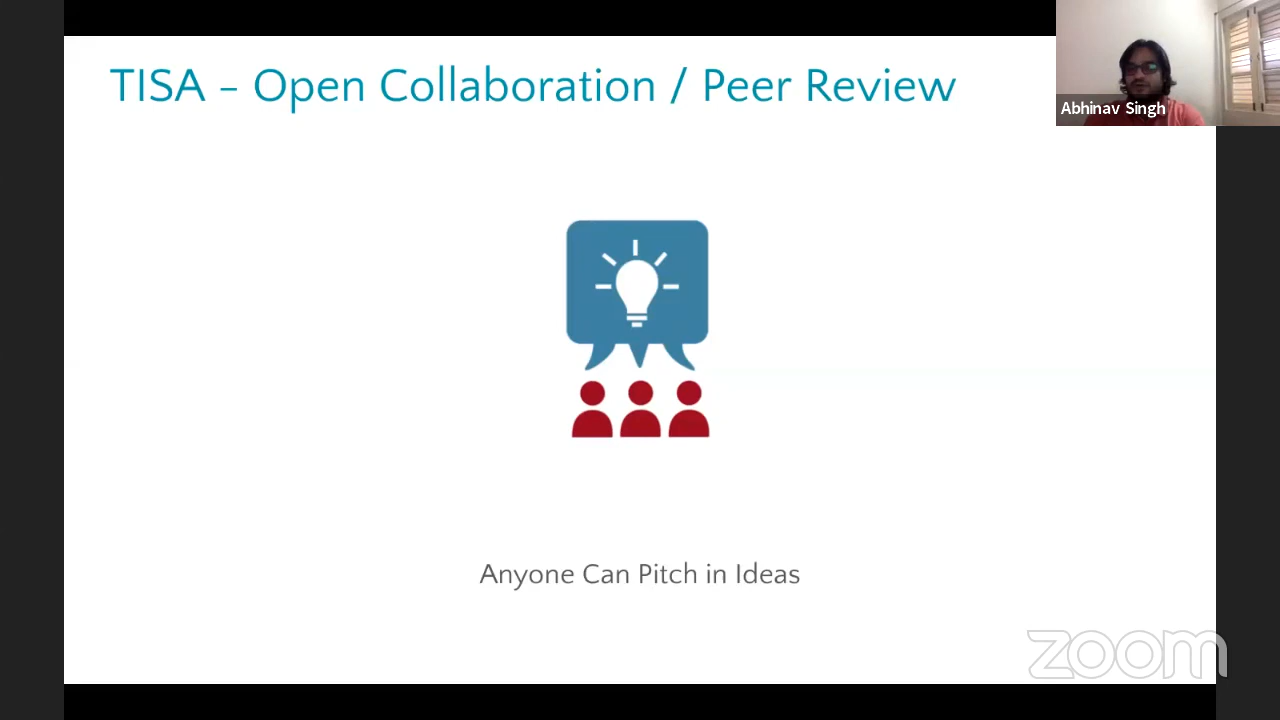 TISA – Open Collaboration / Peer Review
Abhinav Singh
Anyone Can Pitch in Ideas
zoom